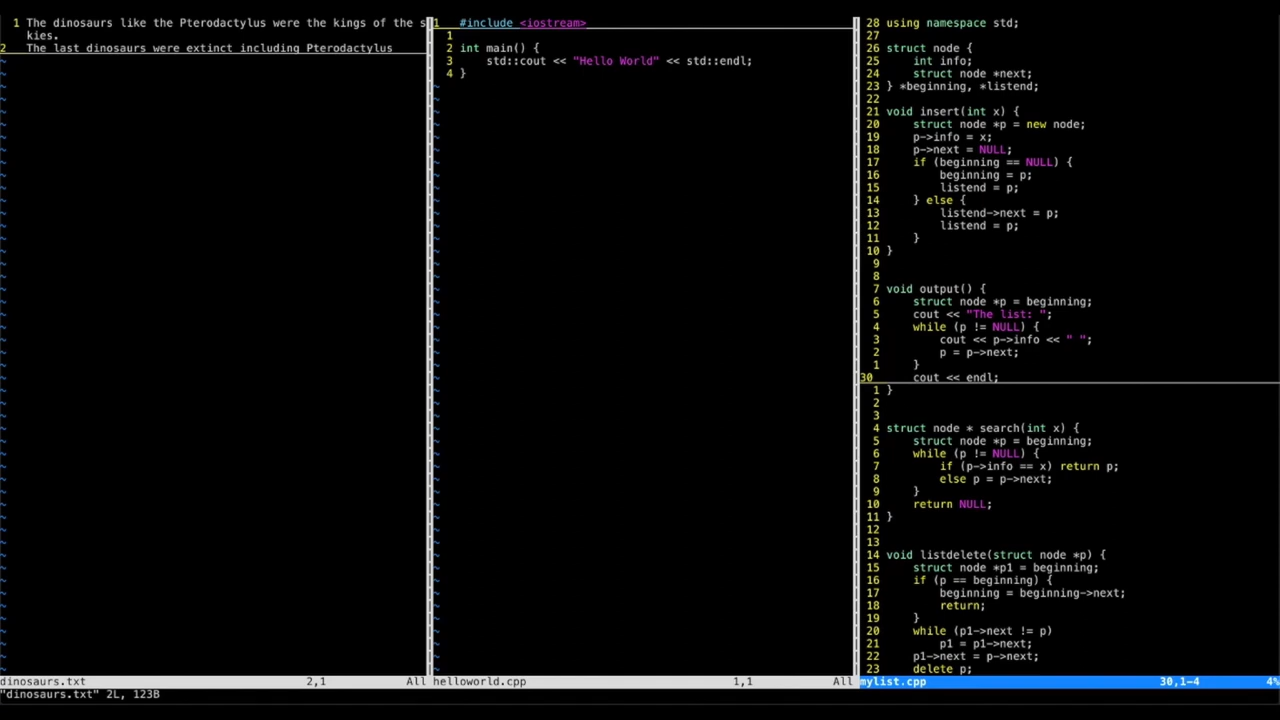 1 The dinosaurs like the Pterodactylus were the kings of the s
kies.
2 The last dinosaurs were extinct including Pterodactylus
~
dinosaurs.txt 2,1 All
1 #include <iostream>
1
2 int main() {
3 std::cout << "Hello World" << std::endl;
4 }
~
helloworld.cpp 1,1 All
28 using namespace std;
27
26 struct node {
25 int info;
24 struct node *next;
23 } *beginning, *listend;
22
21 void insert(int x) {
20 struct node *p = new node;
19 p->info = x;
18 p->next = NULL;
17 if (beginning == NULL) {
16 beginning = p;
15 listend = p;
14 } else {
13 listend->next = p;
12 listend = p;
11 }
10 }
9
8
7 void output() {
6 struct node *p = beginning;
5 cout << "The list: ";
4 while (p != NULL) {
3 cout << p->info << " ";
2 p = p->next;
1 }
30 cout << endl;
1 }
2
3
4 struct node * search(int x) {
5 struct node *p = beginning;
6 while (p != NULL) {
7 if (p->info == x) return p;
8 else p = p->next;
9 }
10 return NULL;
11 }
12
13
14 void listdelete(struct node *p) {
15 struct node *p1 = beginning;
16 if (p == beginning) {
17 beginning = beginning->next;
18 return;
19 }
20 while (p1->next != p)
21 p1 = p1->next;
22 p1->next = p->next;
23 delete p;
mylist.cpp 30,1-4 4%
"dinosaurs.txt" 2L, 123B